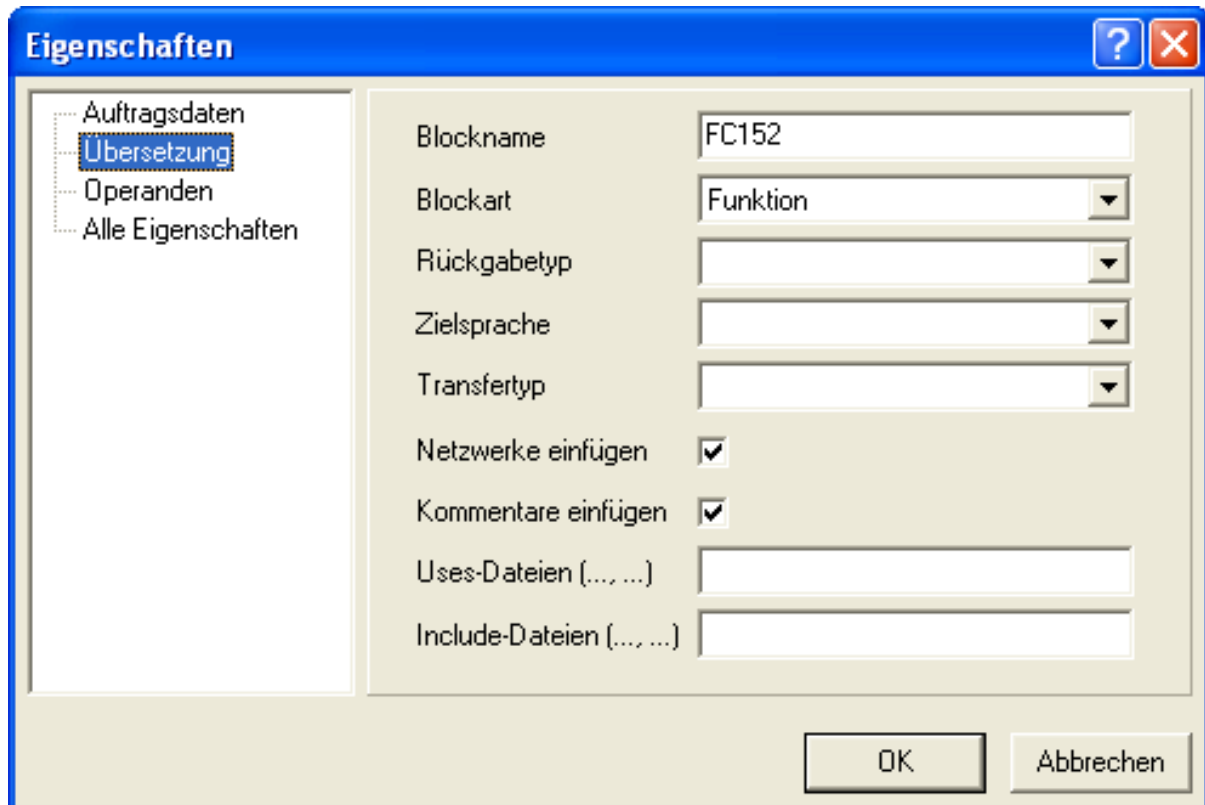 Eigenschaften
Auftragsdaten
Übersetzung
Operanden
Alle Eigenschaften
Blockname FC152
Blockart Funktion
Rückgabetyp
Zielsprache
Transfertyp
Netzwerke einfügen
Kommentare einfügen
Uses-Dateien (..., ...)
Include-Dateien (..., ...)
OK Abbrechen